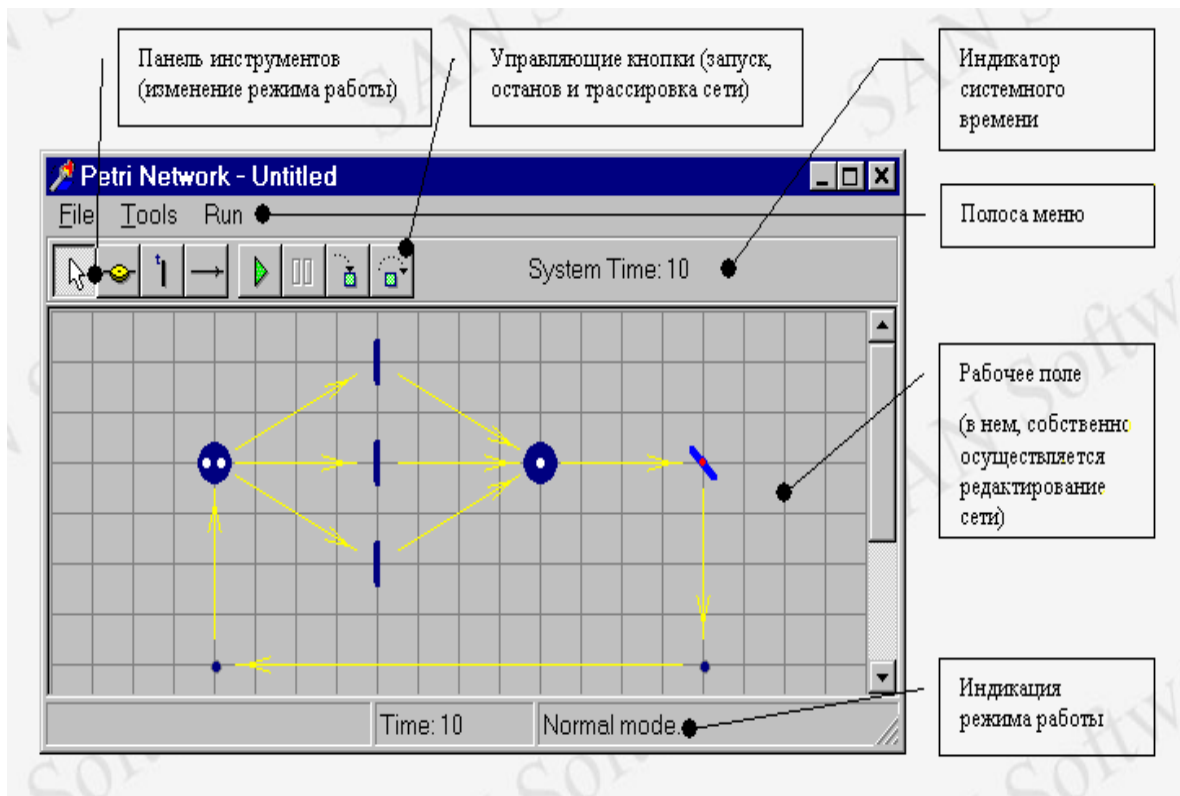 Панель инструментов
(изменение режима работы)
Управляющие кнопки (запуск,
останов и трассировка сети)
Индикатор
системного
времени
Petri Network - Untitled
File Tools Run
Полоса меню
t
System Time: 10
Рабочее поле
(в нем, собственно
осуществляется
редактирование
сети)
Time: 10
Normal mode.
Индикация
режима работы
SAN Softw